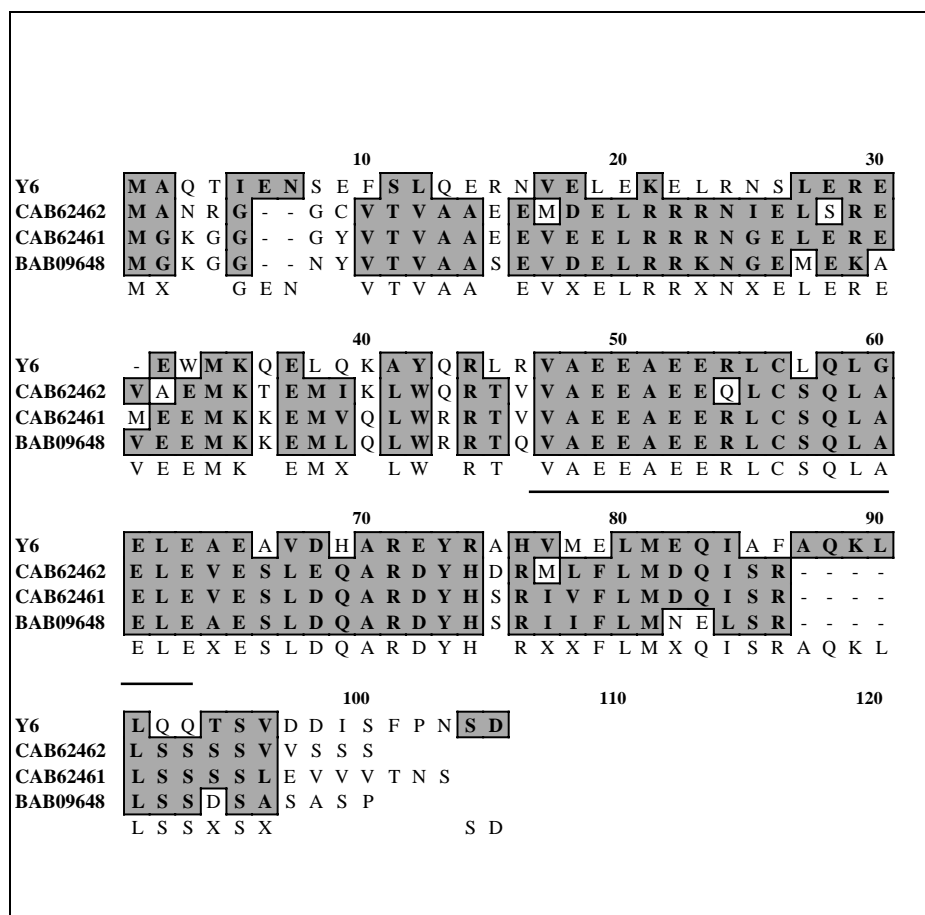 10 20 30
Y6 M A Q T I E N S E F S L Q E R N V E L E K E L R N S L E R E
CAB62462 M A N R G - - G C V T V A A E E M D E L R R R N I E L S R E
CAB62461 M G K G G - - G Y V T V A A E E V E E L R R R N G E L E R E
BAB09648 M G K G G - - N Y V T V A A S E V D E L R R K N G E M E K A
M X G E N V T V A A E V X E L R R X N X E L E R E
40 50 60
Y6 - E W M K Q E L Q K A Y Q R L R V A E E A E E R L C L Q L G
CAB62462 V A E M K T E M I K L W Q R T V V A E E A E E Q L C S Q L A
CAB62461 M E E M K K E M V Q L W R R T V V A E E A E E R L C S Q L A
BAB09648 V E E M K K E M L Q L W R R T Q V A E E A E E R L C S Q L A
V E E M K E M X L W R T V A E E A E E R L C S Q L A
70 80 90
Y6 E L E A E A V D H A R E Y R A H V M E L M E Q I A F A Q K L
CAB62462 E L E V E S L E Q A R D Y H D R M L F L M D Q I S R - - - -
CAB62461 E L E V E S L D Q A R D Y H S R I V F L M D Q I S R - - - -
BAB09648 E L E A E S L D Q A R D Y H S R I I F L M N E L S R - - - -
E L E X E S L D Q A R D Y H R X X F L M X Q I S R A Q K L
100 110 120
Y6 L Q Q T S V D D I S F P N S D
CAB62462 L S S S S V V S S S
CAB62461 L S S S S L E V V V T N S
BAB09648 L S S D S A S A S P
L S S X S X S D